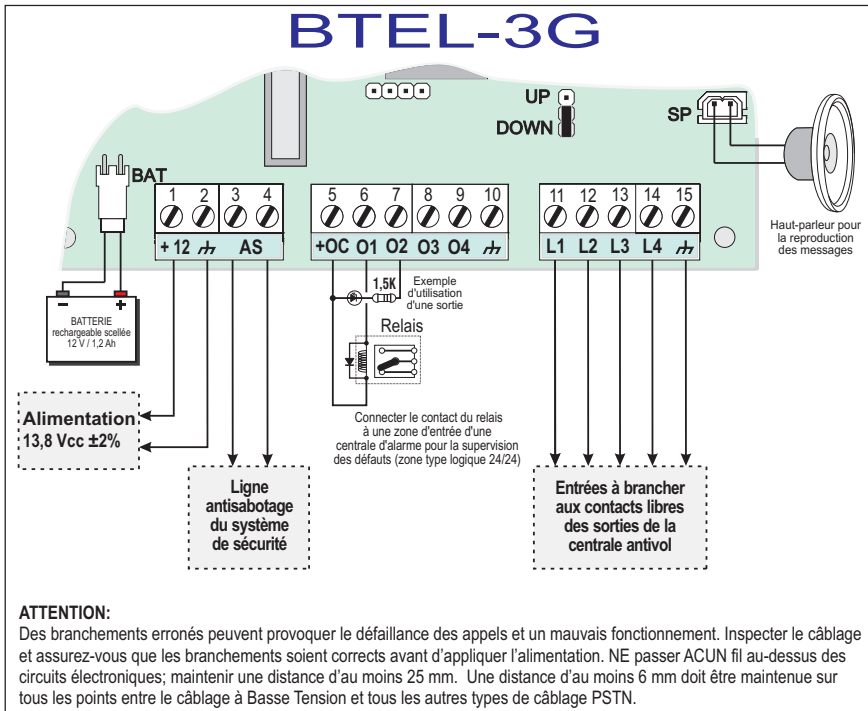 BTEL-3G
UP
DOWN
SP
BAT
1 2 3 4
5 6 7 8 9 10
11 12 13 14 15
+ 12 AS
+OC O1 O2 O3 O4
L1 L2 L3 L4
Haut-parleur pour
la reproduction
des messages
1,5K
Exemple
d'utilisation
d'une sortie
- +
BATTERIE
rechargeable scellée
12 V / 1,2 Ah
Relais
Alimentation
13,8 Vcc ±2%
Connecter le contact du relais
à une zone d'entrée d'une
centrale d'alarme pour la supervision
des défauts (zone type logique 24/24)
Ligne
antisabotage
du système
de sécurité
Entrées à brancher
aux contacts libres
des sorties de la
centrale antivol
ATTENTION:
Des branchements erronés peuvent provoquer le défaillance des appels et un mauvais fonctionnement. Inspecter le câblage
et assurez-vous que les branchements soient corrects avant d'appliquer l'alimentation. NE passer ACUN fil au-dessus des
circuits électroniques; maintenir une distance d'au moins 25 mm. Une distance d'au moins 6 mm doit être maintenue sur
tous les points entre le câblage à Basse Tension et tous les autres types de câblage PSTN.